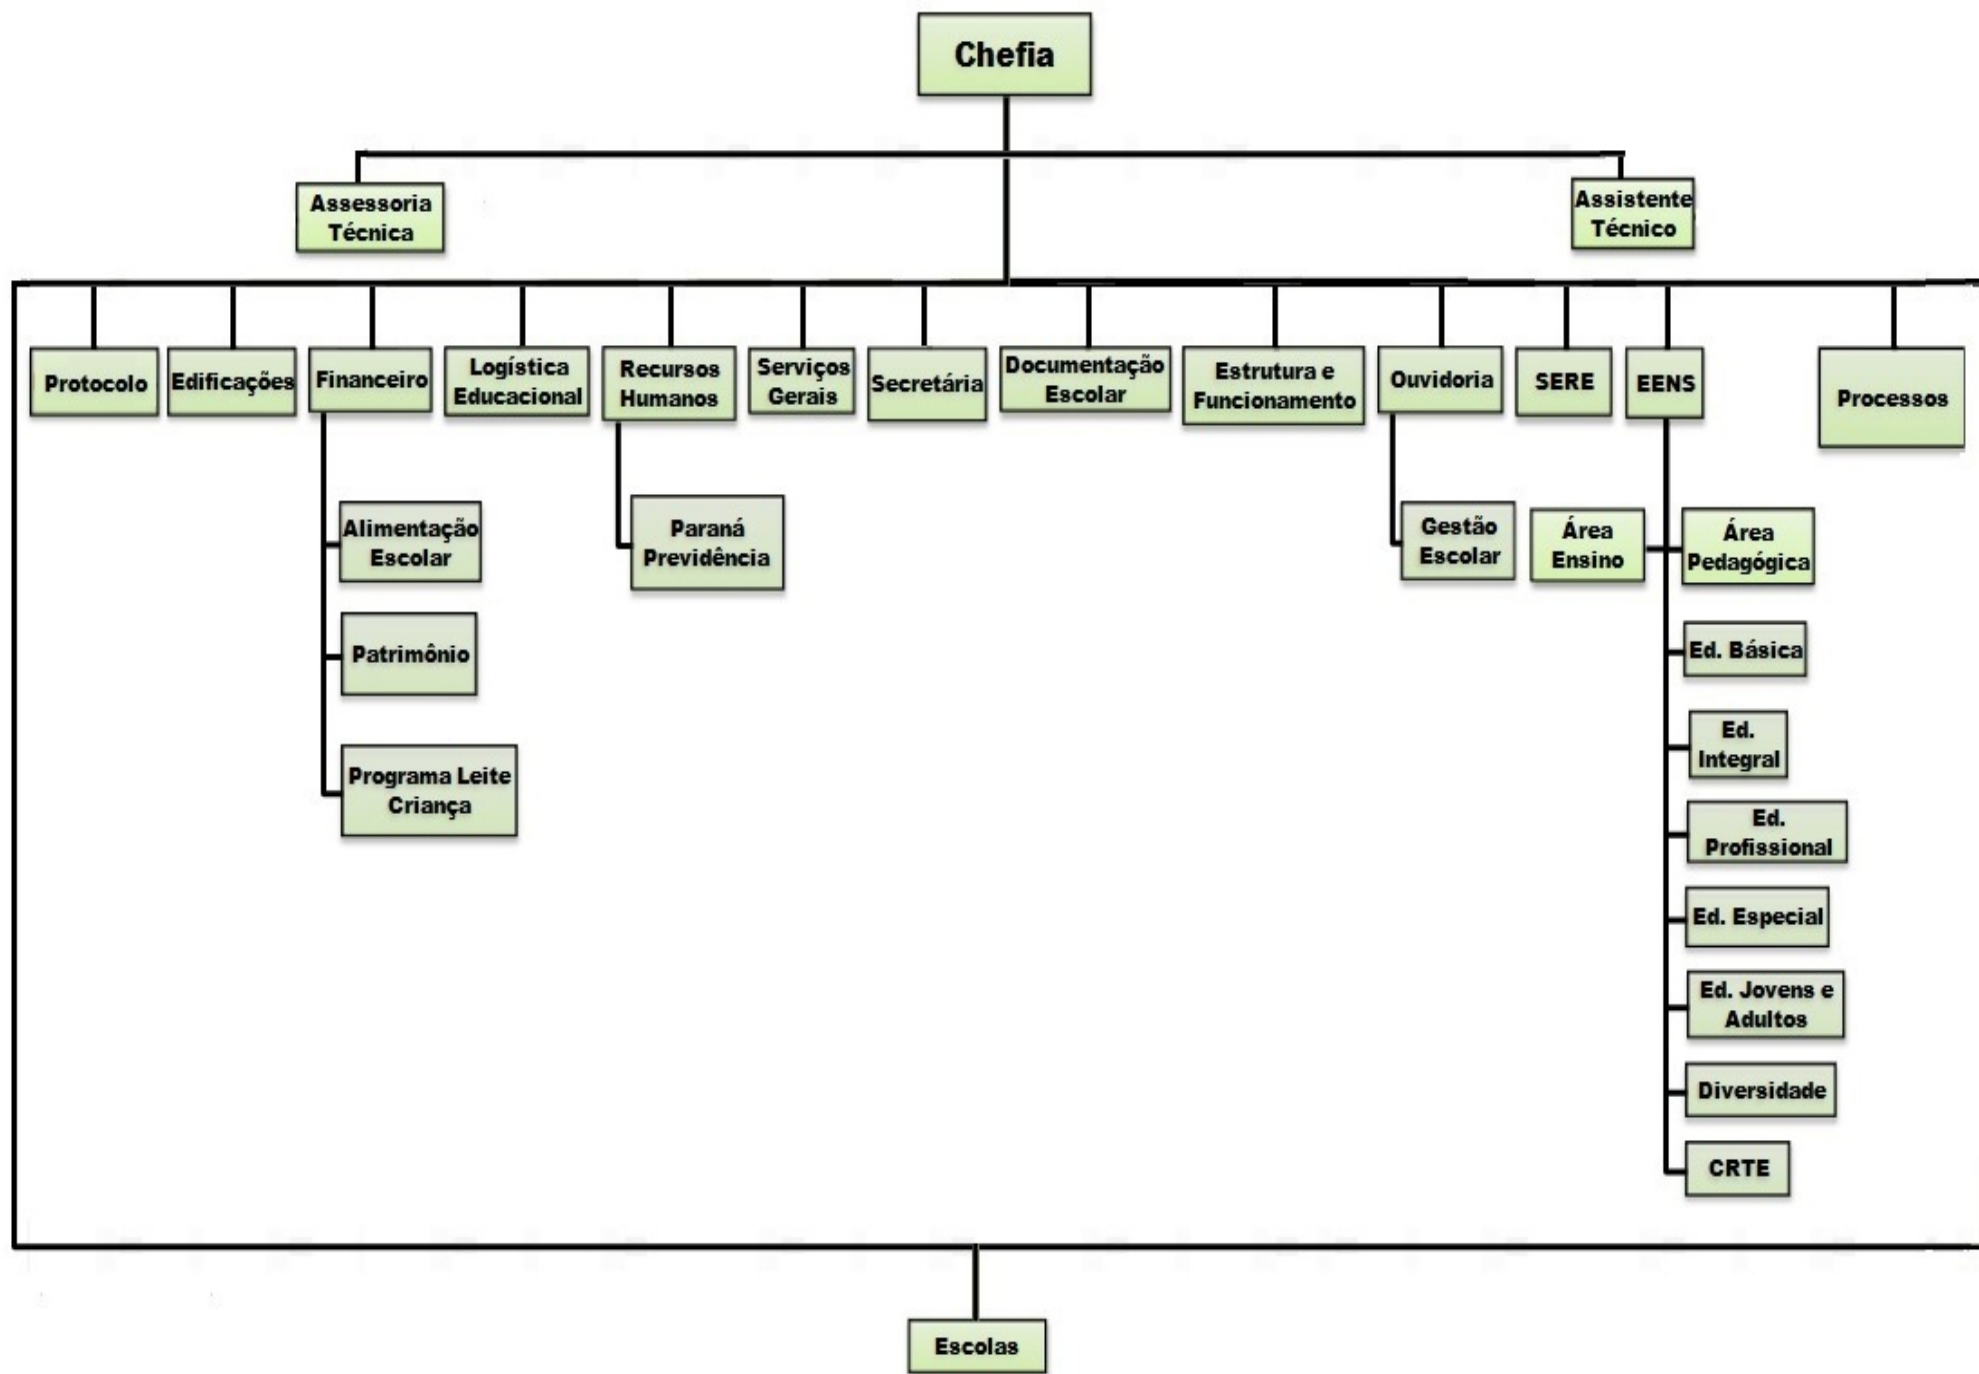 Chefia
Assessoria
Técnica
Assistente
Técnico
Protocolo
Edificações
Financeiro
Logística
Educacional
Recursos
Humanos
Serviços
Gerais
Secretária
Documentação
Escolar
Estrutura e
Funcionamento
Ouvidoria
SERE
EENS
Processos
Alimentação
Escolar
Patrimônio
Programa Leite
Criança
Paraná
Previdência
Gestão
Escolar
Área
Ensino
Área
Pedagógica
Ed. Básica
Ed.
Integral
Ed.
Profissional
Ed. Especial
Ed. Jovens e
Adultos
Diversidade
CRTE
Escolas